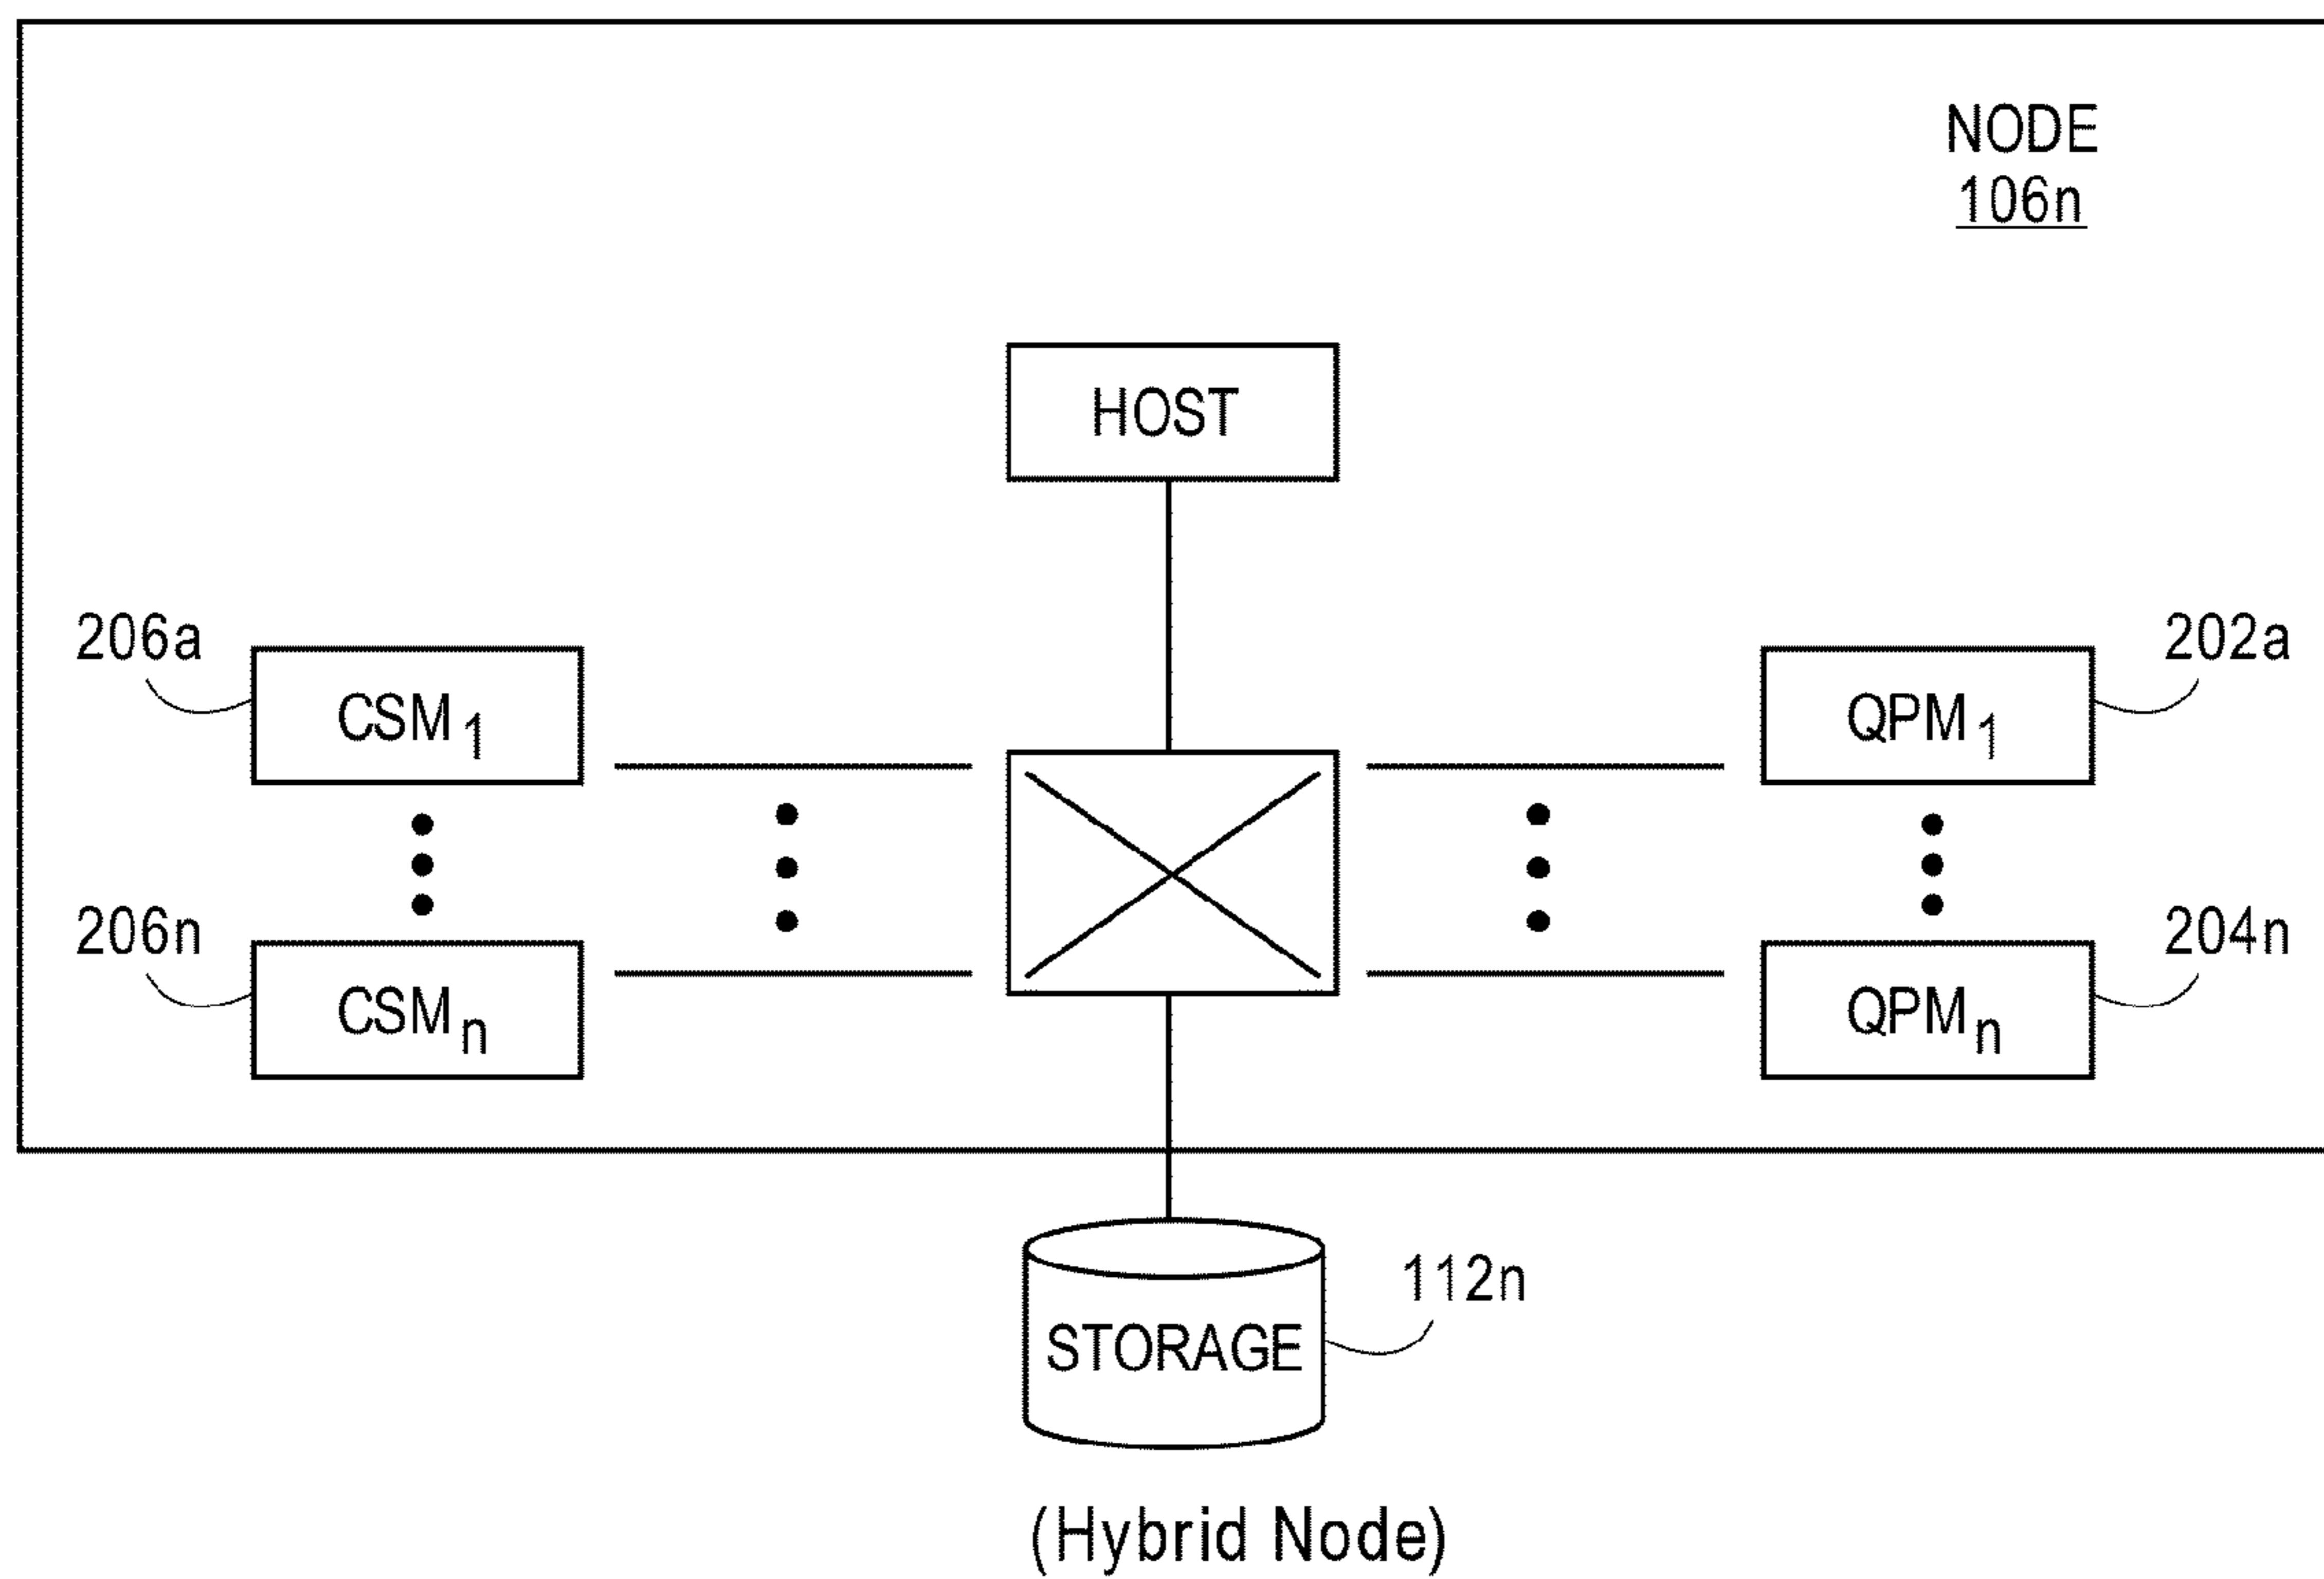 NODE
106n
HOST
206a
CSM1
202a
QPM1
206n
CSMn
204n
QPMn
112n
STORAGE
(Hybrid Node)